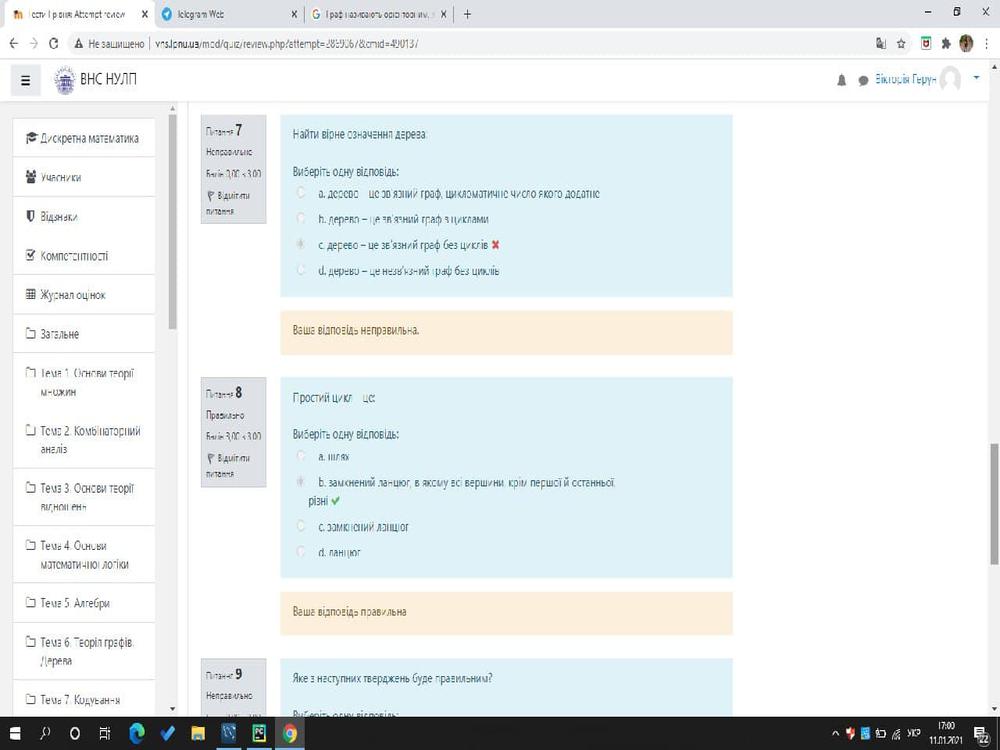 Тести I рівня: Attempt review
Telegram Web
Граф називають орієнтовним, я
Не защищено | vns.lpnu.ua/mod/quiz/review.php?attempt=2859067&cmid=490137
ВНС НУЛП
Вікторія Герун
Дискретна математика
Учасники
Відзнаки
Компетентності
Журнал оцінок
Загальне
Тема 1. Основи теорії
множин
Тема 2. Комбінаторний
аналіз
Тема 3. Основи теорії
відношень
Тема 4. Основи
математичної логіки
Тема 5. Алгебри
Тема 6. Теорія графів.
Дерева
Тема 7. Кодування
Питання 7
Неправильно
Балів 0,00 з 3,00
Відмітити
питання
Найти вірне означення дерева:
Виберіть одну відповідь:
a. дерево – це зв'язний граф, цикломатичне число якого додатнє
b. дерево – це зв'язний граф з циклами
c. дерево – це зв'язний граф без циклів
d. дерево – це незв'язний граф без циклів
Ваша відповідь неправильна.
Питання 8
Правильно
Балів 3,00 з 3,00
Відмітити
питання
Простий цикл – це:
Виберіть одну відповідь:
a. шлях
b. замкнений ланцюг, в якому всі вершини, крім першої й останньої,
різні
c. замкнений ланцюг
d. ланцюг
Ваша відповідь правильна
Питання 9
Неправильно
Яке з наступних тверджень буде правильним?
Виберіть одну відповідь:
УКР
17:00
11.01.2021
22